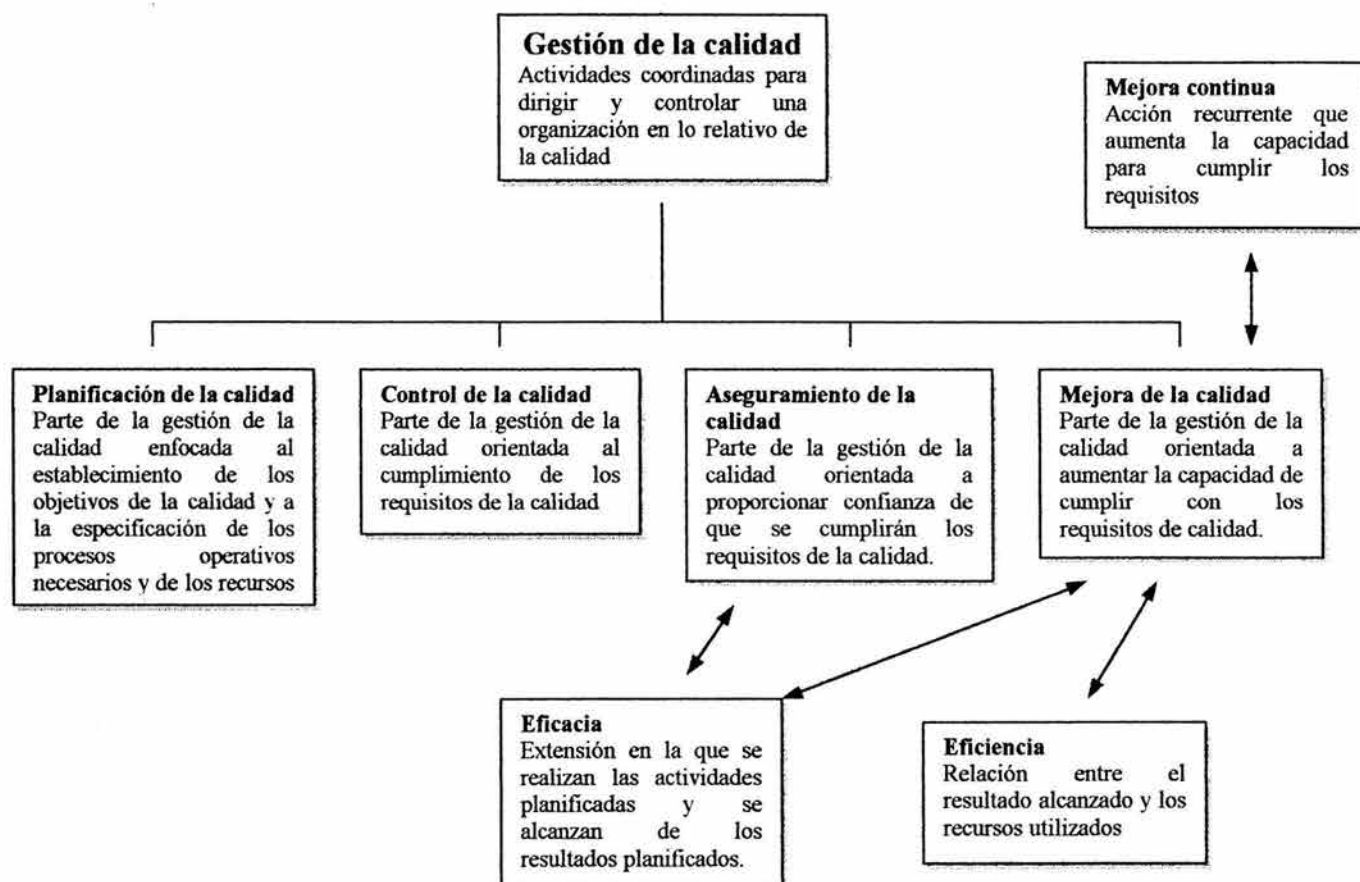 Gestión de la calidad
Actividades coordinadas para
dirigir y controlar una
organización en lo relativo de
la calidad
Mejora continua
Acción recurrente que
aumenta la capacidad
para cumplir los
requisitos
Planificación de la calidad
Parte de la gestión de la
calidad enfocada al
establecimiento de los
objetivos de la calidad y a
la especificación de los
procesos operativos
necesarios y de los recursos
Control de la calidad
Parte de la gestión de la
calidad orientada al
cumplimiento de los
requisitos de la calidad
Aseguramiento de la
calidad
Parte de la gestión de la
calidad orientada a
proporcionar confianza de
que se cumplirán los
requisitos de la calidad.
Mejora de la calidad
Parte de la gestión de la
calidad orientada a
aumentar la capacidad de
cumplir con los
requisitos de calidad.
Eficacia
Extensión en la que se
realizan las actividades
planificadas y se
alcanzan de los
resultados planificados.
Eficiencia
Relación entre el
resultado alcanzado y los
recursos utilizados